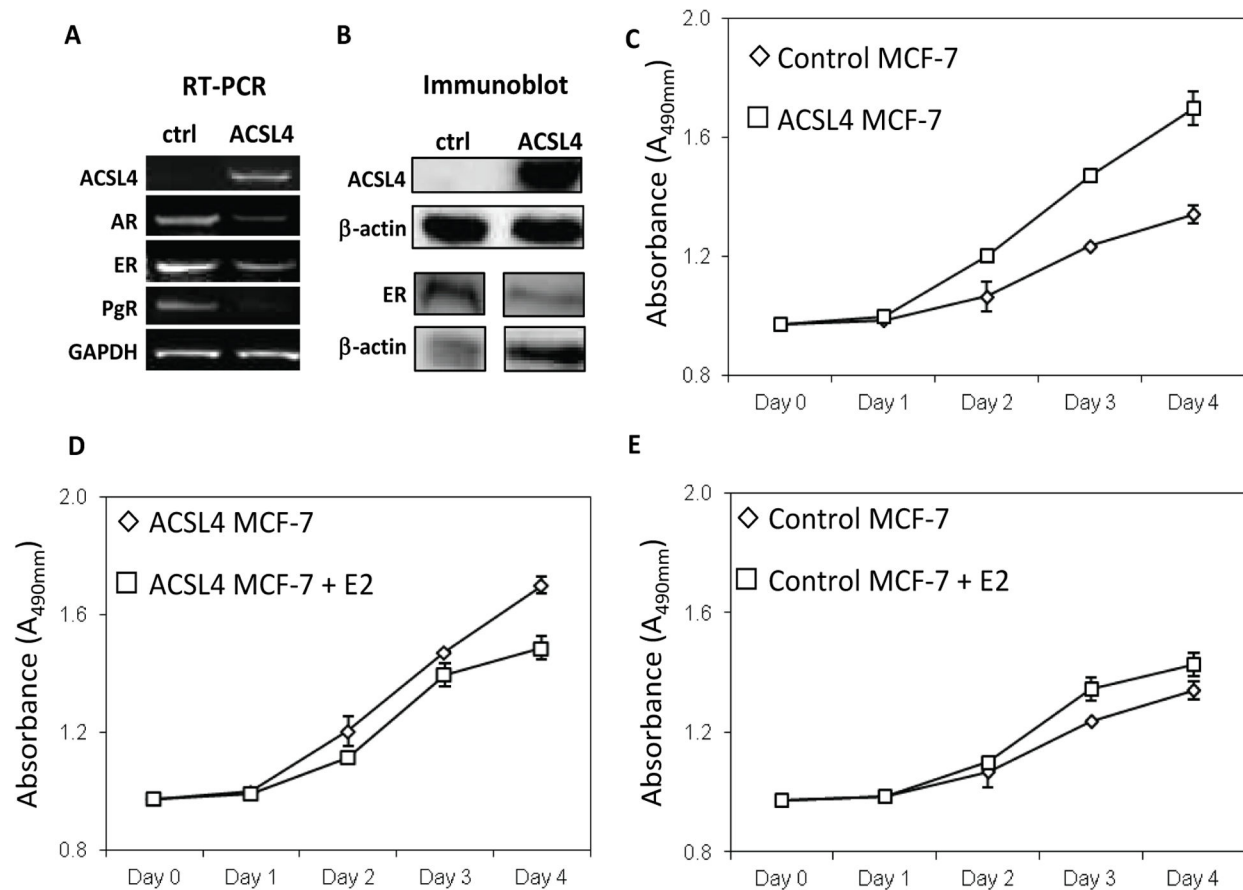 A
RT-PCR
ctrl ACSL4
ACSL4
AR
ER
PgR
GAPDH
B
Immunoblot
ctrl ACSL4
ACSL4
β-actin
ER
β-actin
C
Control MCF-7
ACSL4 MCF-7
Absorbance (A490mm)
2.0
1.6
1.2
0.8
Day 0 Day 1 Day 2 Day 3 Day 4
D
ACSL4 MCF-7
ACSL4 MCF-7 + E2
Absorbance (A490mm)
2.0
1.6
1.2
0.8
Day 0 Day 1 Day 2 Day 3 Day 4
E
Control MCF-7
Control MCF-7 + E2
Absorbance (A490mm)
2.0
1.6
1.2
0.8
Day 0 Day 1 Day 2 Day 3 Day 4